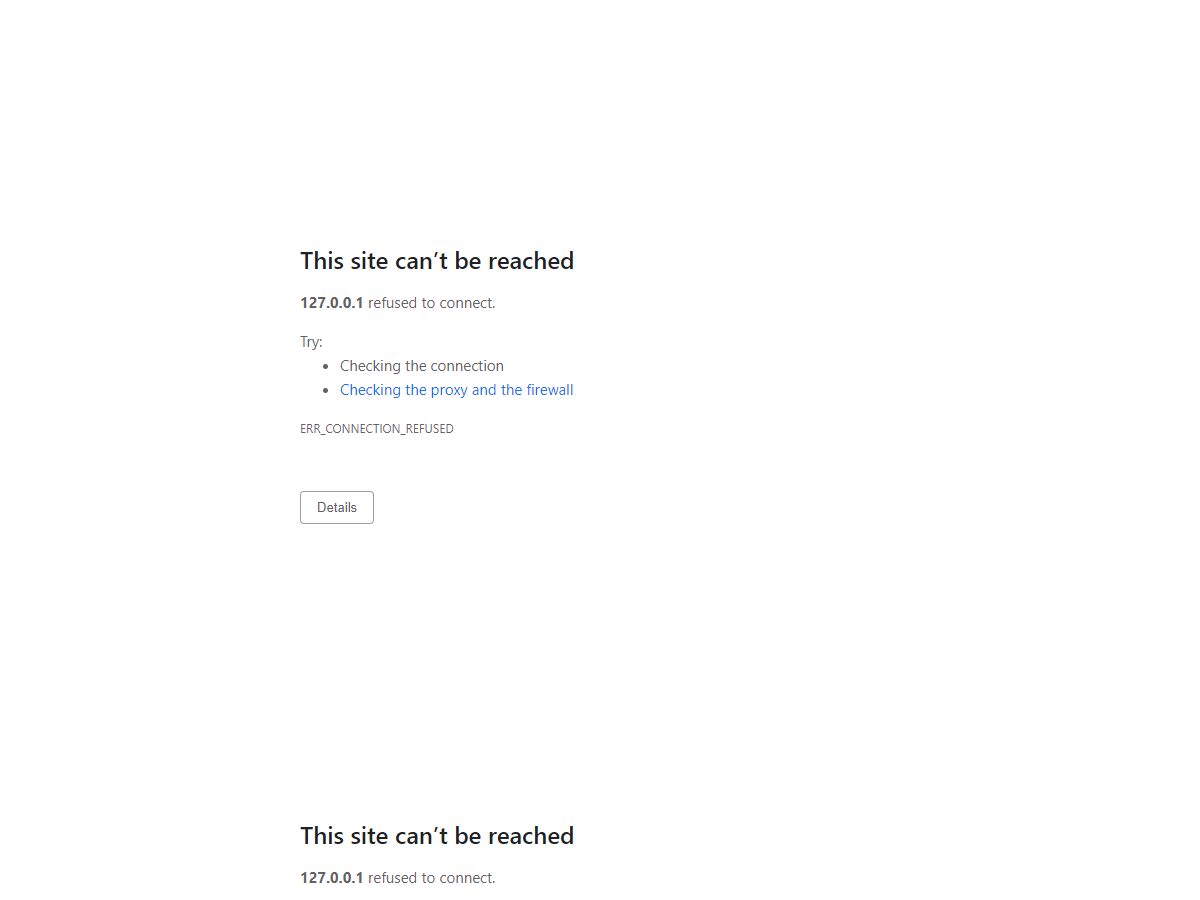 This site can’t be reached
127.0.0.1 refused to connect.
Try:
Checking the connection
Checking the proxy and the firewall
ERR_CONNECTION_REFUSED
Details
This site can’t be reached
127.0.0.1 refused to connect.